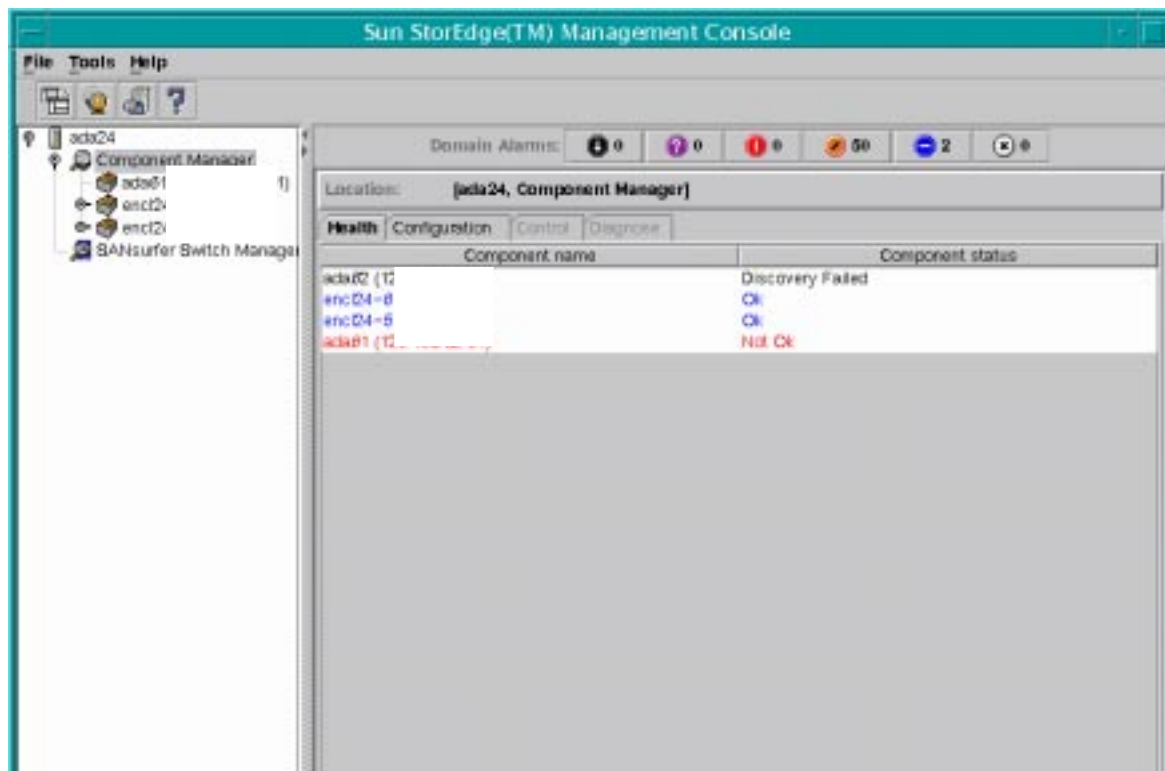 Sun StorEdge(TM) Management Console
File Tools Help
ada24
Component Manager
1)
SANsurfer Switch Manager
Domain Alarms: 0 0 0 50 2 0
Location: [ada24, Component Manager]
Health Configuration Control Diagnose
Component name Component status
Discovery Failed
Ok
Ok
Not Ok